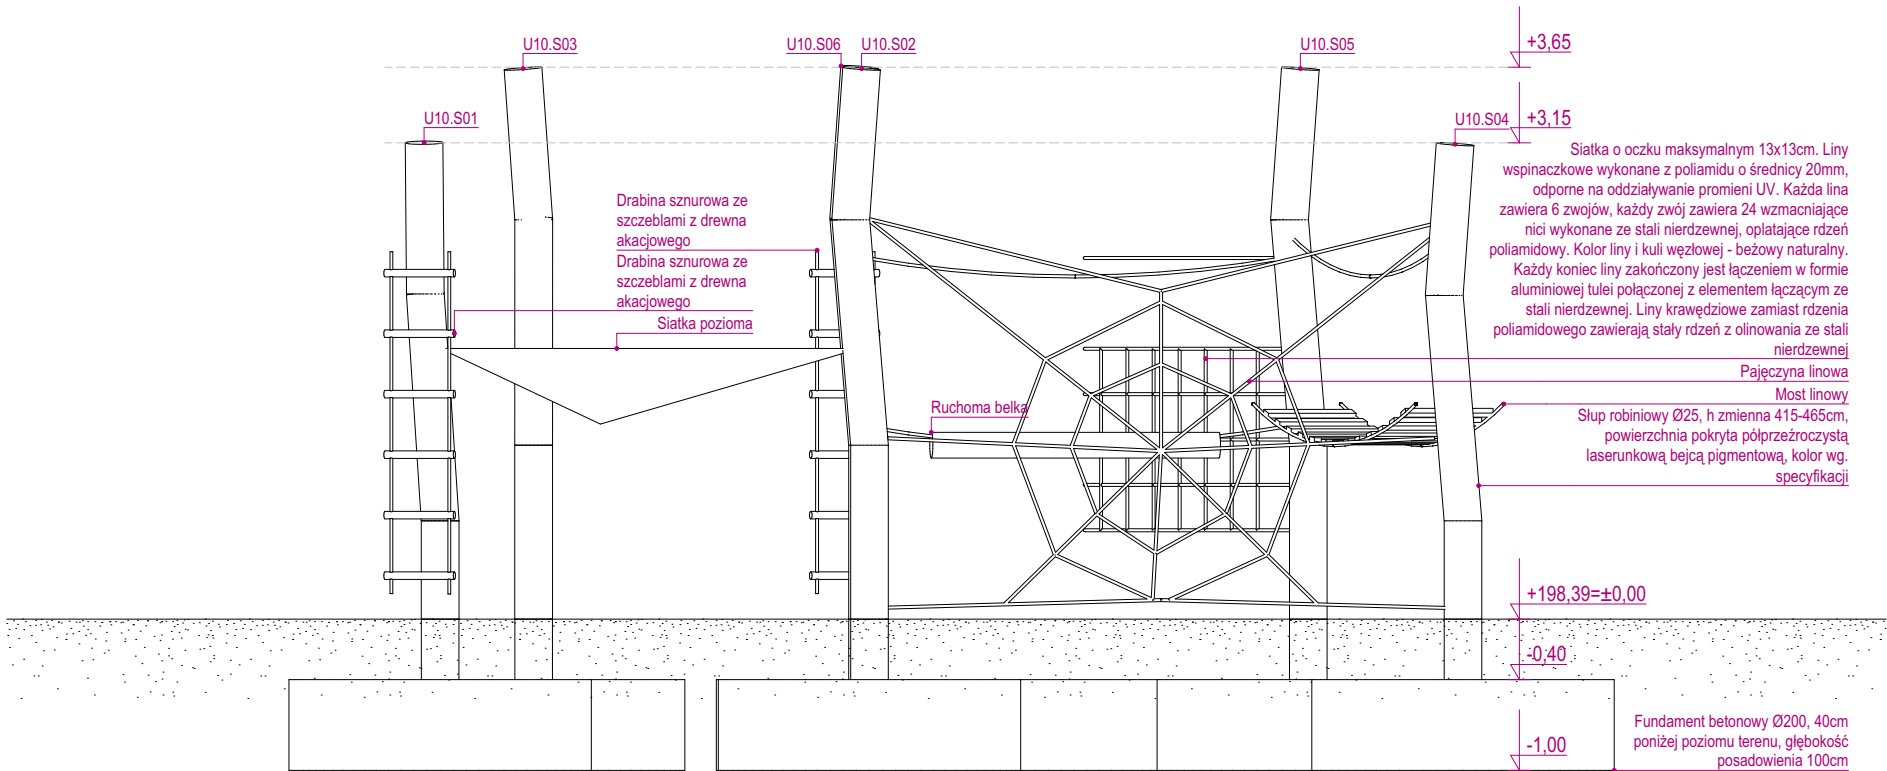 U10.S03
U10.S06
U10.S02
U10.S05
+3,65
U10.S01
U10.S04
+3,15
Siatka o oczku maksymalnym 13x13cm. Liny
wspinaczkowe wykonane z poliamidu o średnicy 20mm,
odporne na oddziaływanie promieni UV. Każda lina
zawiera 6 zwojów, każdy zwój zawiera 24 wzmacniające
nici wykonane ze stali nierdzewnej, oplatające rdzeń
poliamidowy. Kolor liny i kuli węzłowej - beżowy naturalny.
Każdy koniec liny zakończony jest łączeniem w formie
aluminiowej tulei połączonej z elementem łączącym ze
stali nierdzewnej. Liny krawędziowe zamiast rdzenia
poliamidowego zawierają stały rdzeń z olinowania ze stali
nierdzewnej
Drabina sznurowa ze
szczeblami z drewna
akacjowego
Drabina sznurowa ze
szczeblami z drewna
akacjowego
Siatka pozioma
Pajęczyna linowa
Most linowy
Ruchoma belka
Słup robiniowy Ø25, h zmienna 415-465cm,
powierzchnia pokryta półprzeźroczystą
laserunkową bejcą pigmentową, kolor wg.
specyfikacji
+198,39=±0,00
-0,40
-1,00
Fundament betonowy Ø200, 40cm
poniżej poziomu terenu, głębokość
posadowienia 100cm